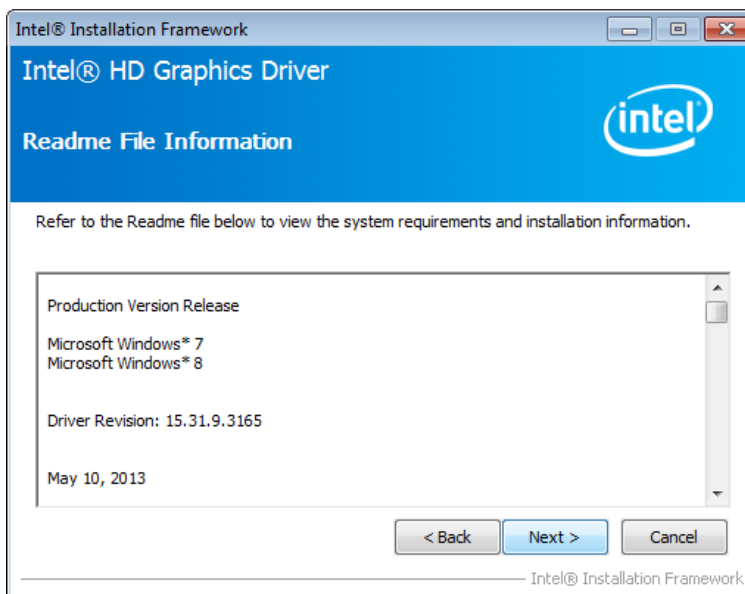 Intel® Installation Framework
Intel® HD Graphics Driver
intel
Readme File Information
Refer to the Readme file below to view the system requirements and installation information.
Production Version Release
Microsoft Windows* 7
Microsoft Windows* 8
Driver Revision: 15.31.9.3165
May 10, 2013
< Back Next > Cancel
Intel® Installation Framework